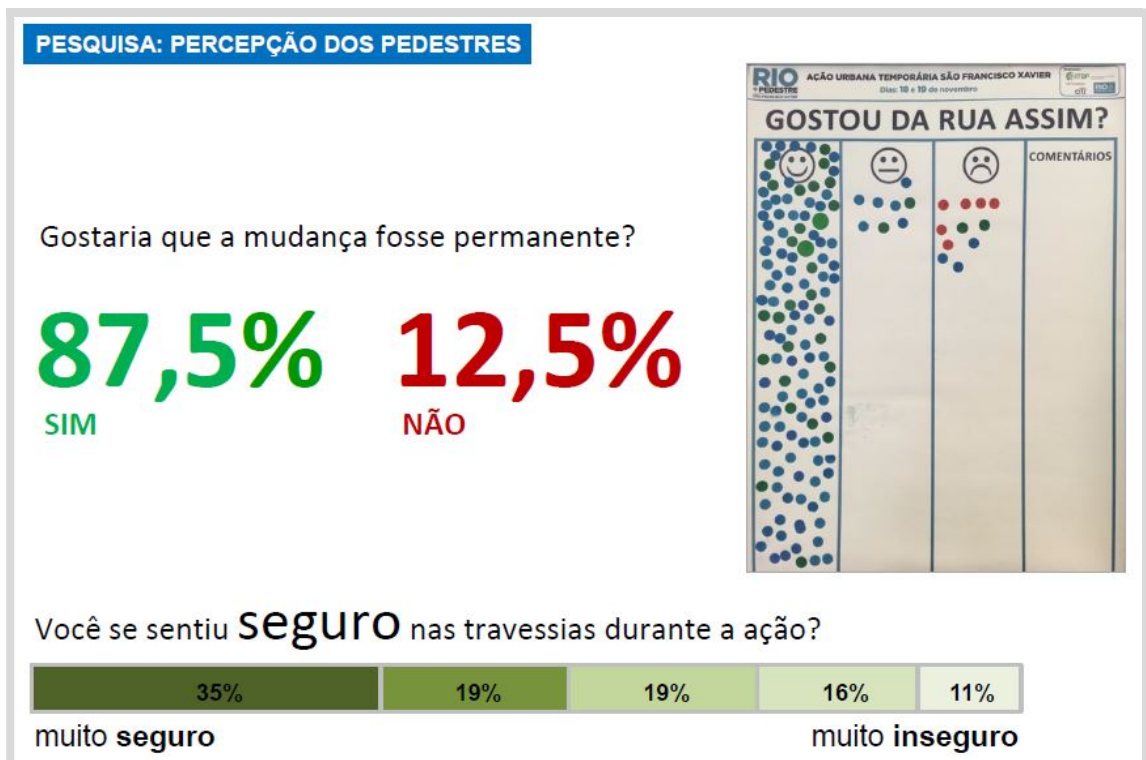 PESQUISA: PERCEPÇÃO DOS PEDESTRES
RIO
+ PEDESTRE
AÇÃO URBANA TEMPORÁRIA SÃO FRANCISCO XAVIER
Dias: 18 e 19 de novembro
citi
GOSTOU DA RUA ASSIM?
COMENTÁRIOS
Gostaria que a mudança fosse permanente?
87,5% 12,5%
SIM NÃO
Você se sentiu seguro nas travessias durante a ação?
35% 19% 19% 16% 11%
muito seguro muito inseguro